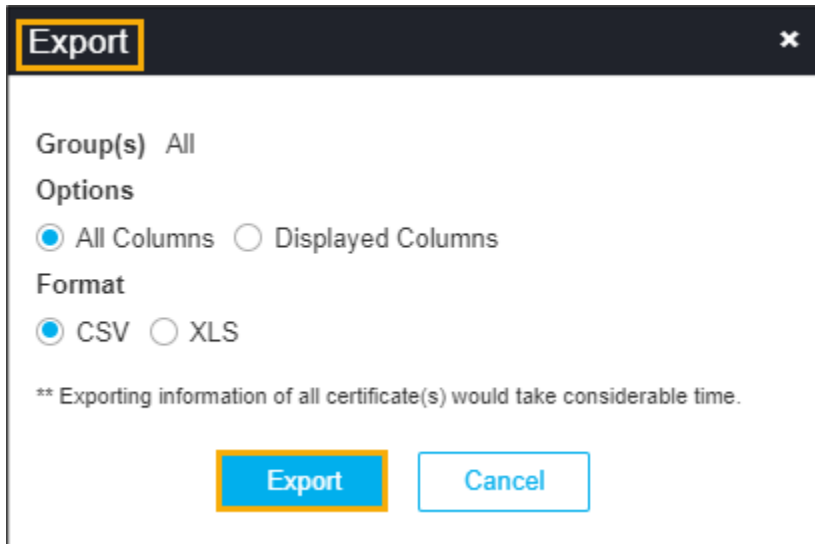 Export
Group(s) All
Options
All Columns Displayed Columns
Format
CSV XLS
** Exporting information of all certificate(s) would take considerable time.
Export Cancel